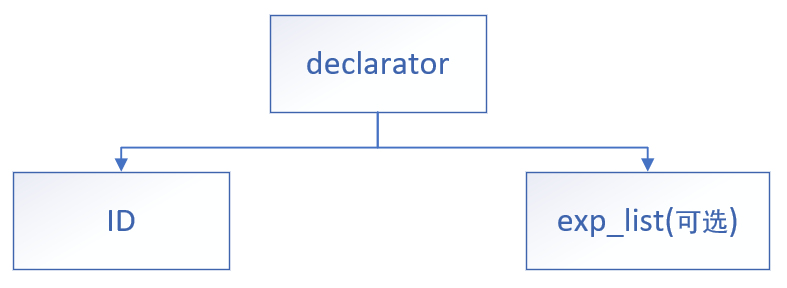 declarator
ID
exp_list(可选)